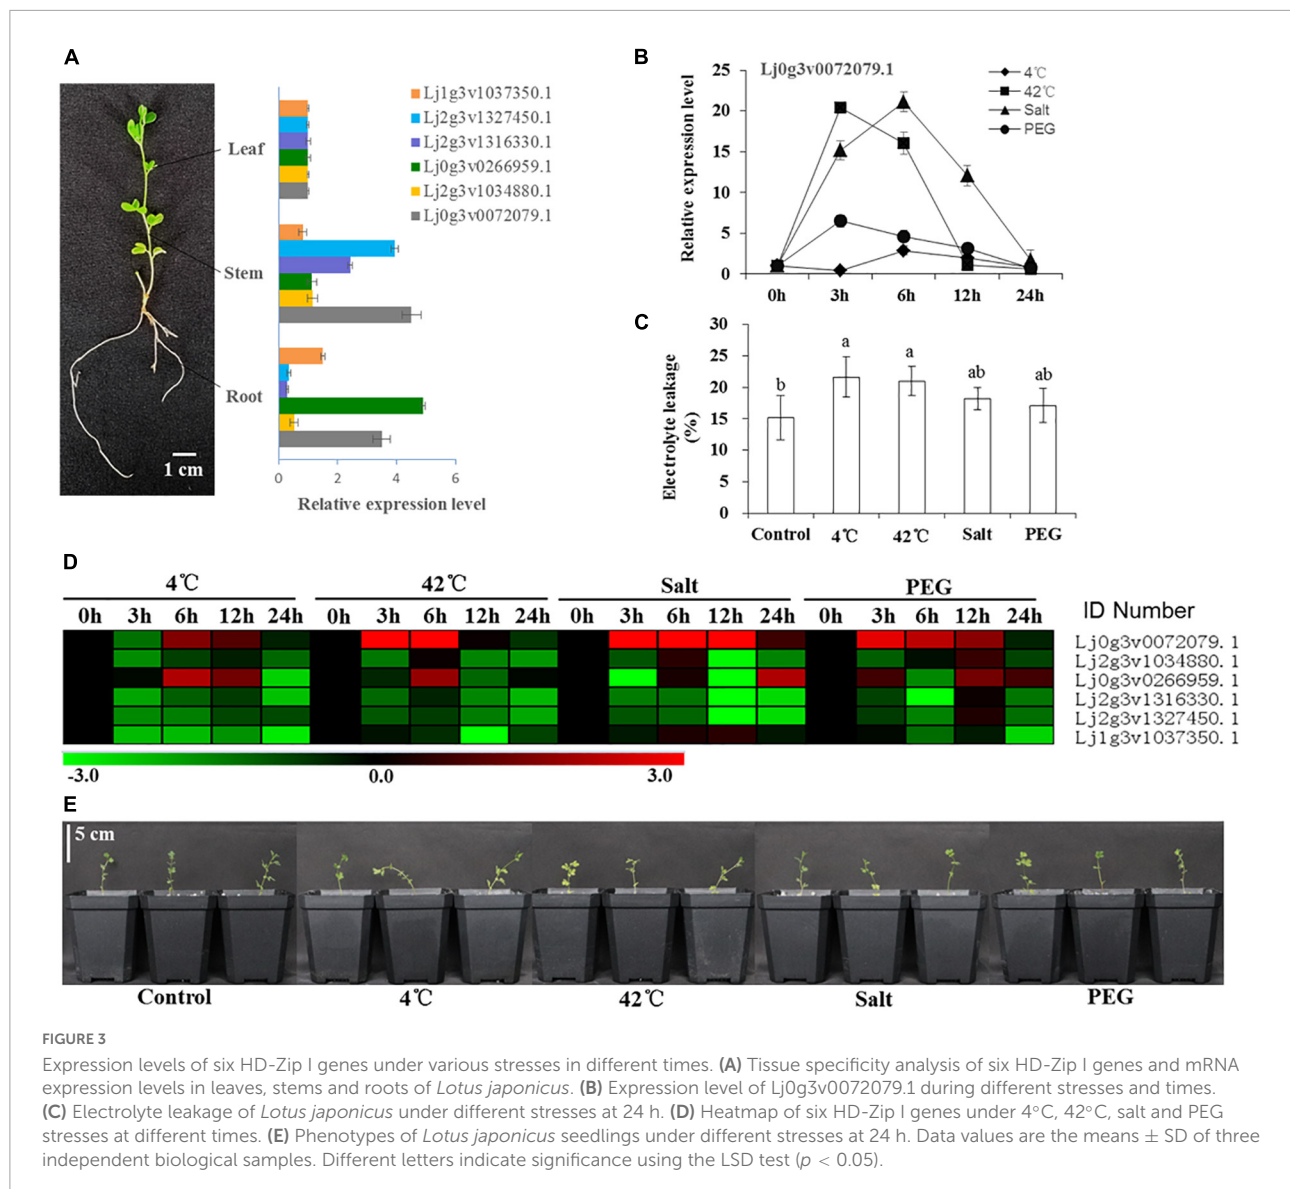 A
Leaf
Stem
Root
1 cm
Lj1g3v1037350.1
Lj2g3v1327450.1
Lj2g3v1316330.1
Lj0g3v0266959.1
Lj2g3v1034880.1
Lj0g3v0072079.1
0 2 4 6
Relative expression level
B
Lj0g3v0072079.1
4℃
42℃
Salt
PEG
Relative expression level
25
20
15
10
5
0
0h 3h 6h 12h 24h
C
Electrolyte leakage
(%)
30
25
20
15
10
5
0
b a a ab ab
Control 4℃ 42℃ Salt PEG
D
4℃ 42℃ Salt PEG
0h 3h 6h 12h 24h 0h 3h 6h 12h 24h 0h 3h 6h 12h 24h 0h 3h 6h 12h 24h
ID Number
Lj0g3v0072079.1
Lj2g3v1034880.1
Lj0g3v0266959.1
Lj2g3v1316330.1
Lj2g3v1327450.1
Lj1g3v1037350.1
-3.0 0.0 3.0
E
5 cm
Control 4℃ 42℃ Salt PEG
FIGURE 3
Expression levels of six HD-Zip I genes under various stresses in different times. (A) Tissue specificity analysis of six HD-Zip I genes and mRNA
expression levels in leaves, stems and roots of Lotus japonicus. (B) Expression level of Lj0g3v0072079.1 during different stresses and times.
(C) Electrolyte leakage of Lotus japonicus under different stresses at 24 h. (D) Heatmap of six HD-Zip I genes under 4°C, 42°C, salt and PEG
stresses at different times. (E) Phenotypes of Lotus japonicus seedlings under different stresses at 24 h. Data values are the means ± SD of three
independent biological samples. Different letters indicate significance using the LSD test (p < 0.05).